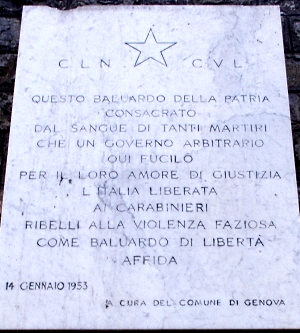 C L N C V L
QUESTO BALUARDO DELLA PATRIA
CONSACRATO
DAL SANGUE DI TANTI MARTIRI
CHE UN GOVERNO ARBITRARIO
QUI FUCILÒ
PER IL LORO AMORE DI GIUSTIZIA
L'ITALIA LIBERATA
AI CARABINIERI
RIBELLI ALLA VIOLENZA FAZIOSA
COME BALUARDO DI LIBERTÀ
AFFIDA
14 GENNAIO 1953
A CURA DEL COMUNE DI GENOVA